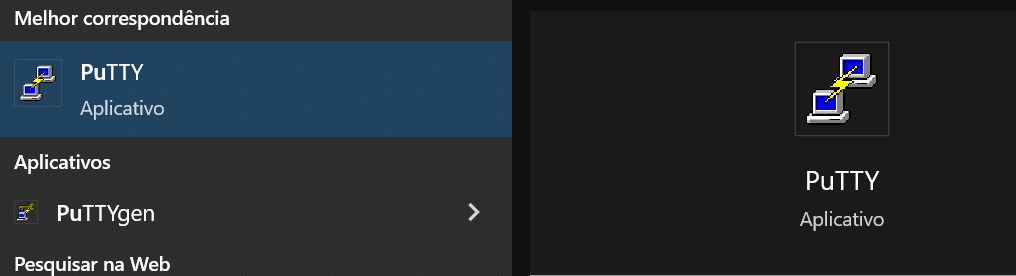 Melhor correspondência
PuTTY
Aplicativo
Aplicativos
PuTTYgen
Pesquisar na Web
PuTTY
Aplicativo